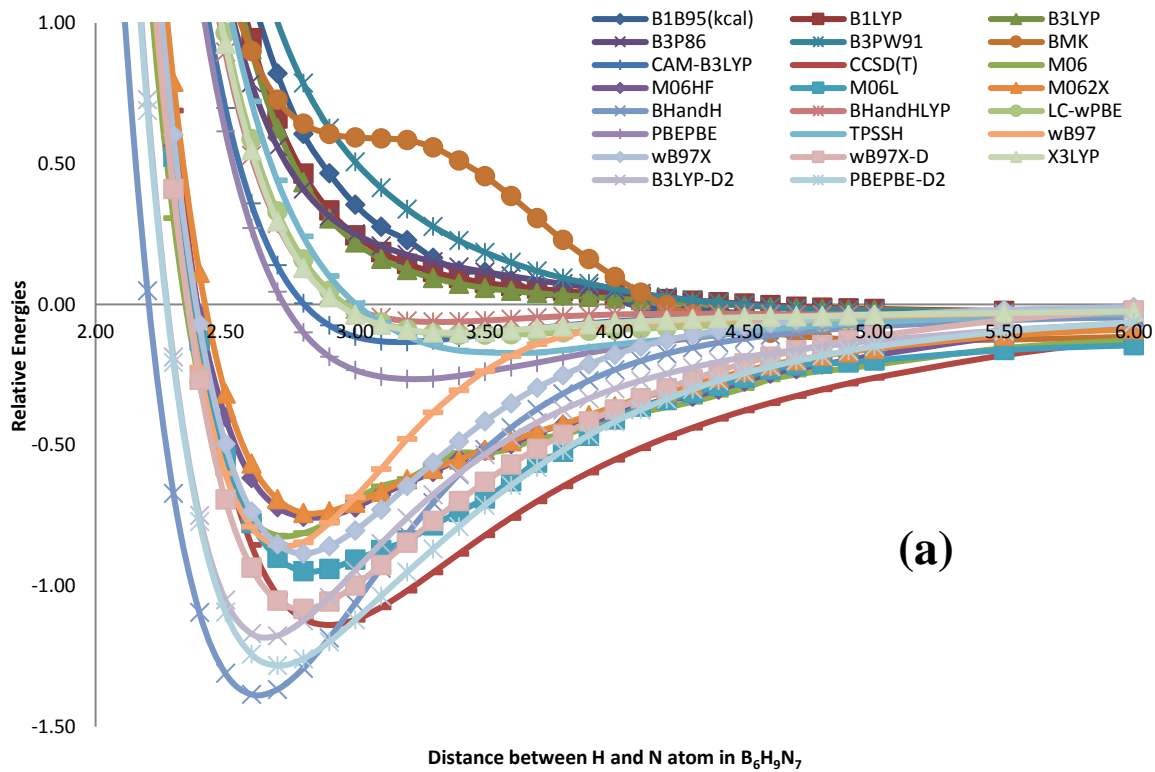 1.00
B1B95(kcal) B1LYP B3LYP
B3P86 B3PW91 BMK
CAM-B3LYP CCSD(T) M06
M06HF M06L M062X
BHandH BHandHLYP LC-wPBE
PBEPBE TPSSH wB97
wB97X wB97X-D X3LYP
B3LYP-D2 PBEPBE-D2
0.50
0.00
2.00 2.50 3.00 3.50 4.00 4.50 5.00 5.50 6.00
Relative Energies
-0.50
(a)
-1.00
-1.50
Distance between H and N atom in B₆H₉N₇